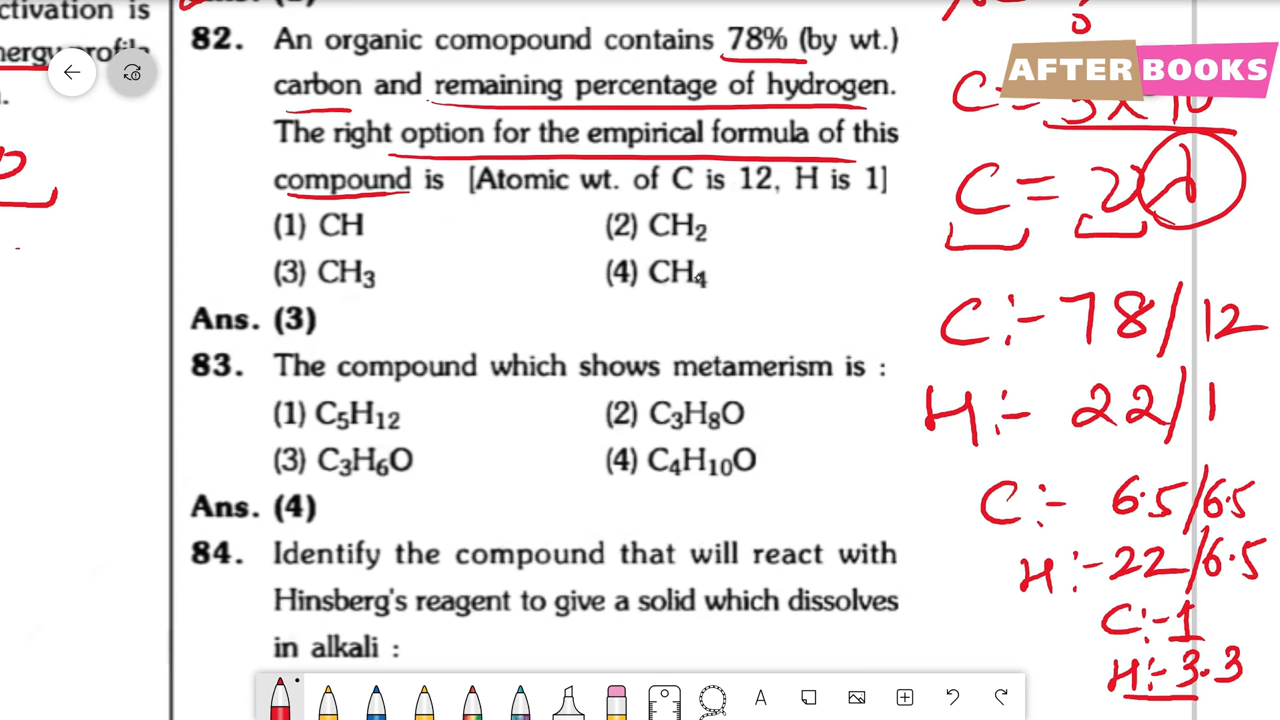 ctivation is
nergy profile
82. An organic comopound contains 78% (by wt.)
carbon and remaining percentage of hydrogen.
The right option for the empirical formula of this
compound is [Atomic wt. of C is 12, H is 1]
(1) CH (2) CH₂
(3) CH₃ (4) CH₄
Ans. (3)
83. The compound which shows metamerism is :
(1) C₅H₁₂ (2) C₃H₈O
(3) C₃H₆O (4) C₄H₁₀O
Ans. (4)
84. Identify the compound that will react with
Hinsberg's reagent to give a solid which dissolves
in alkali :
AFTER BOOKS
C =
C = 2
C :- 78/12
H :- 22/1
C :- 6.5/6.5
H :- 22/6.5
C :- 1
H :- 3.3
A